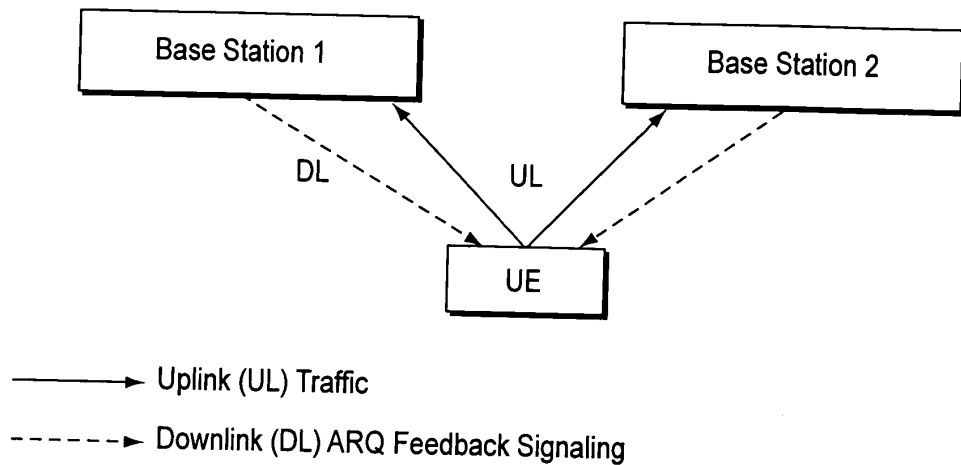 Base Station 1
Base Station 2
DL
UL
UE
Uplink (UL) Traffic
Downlink (DL) ARQ Feedback Signaling